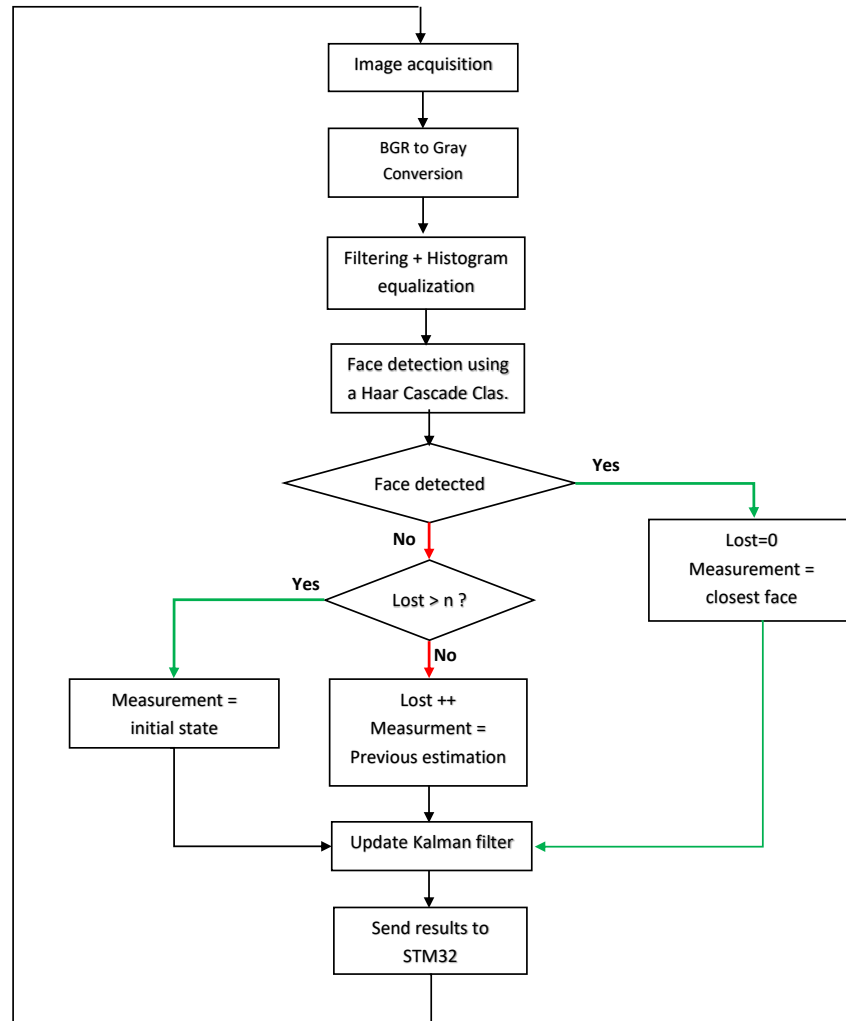 Image acquisition
BGR to Gray
Conversion
Filtering + Histogram
equalization
Face detection using
a Haar Cascade Clas.
Face detected
Yes
No
Lost=0
Measurement =
closest face
Yes
Lost > n ?
No
Measurement =
initial state
Lost ++
Measurment =
Previous estimation
Update Kalman filter
Send results to
STM32